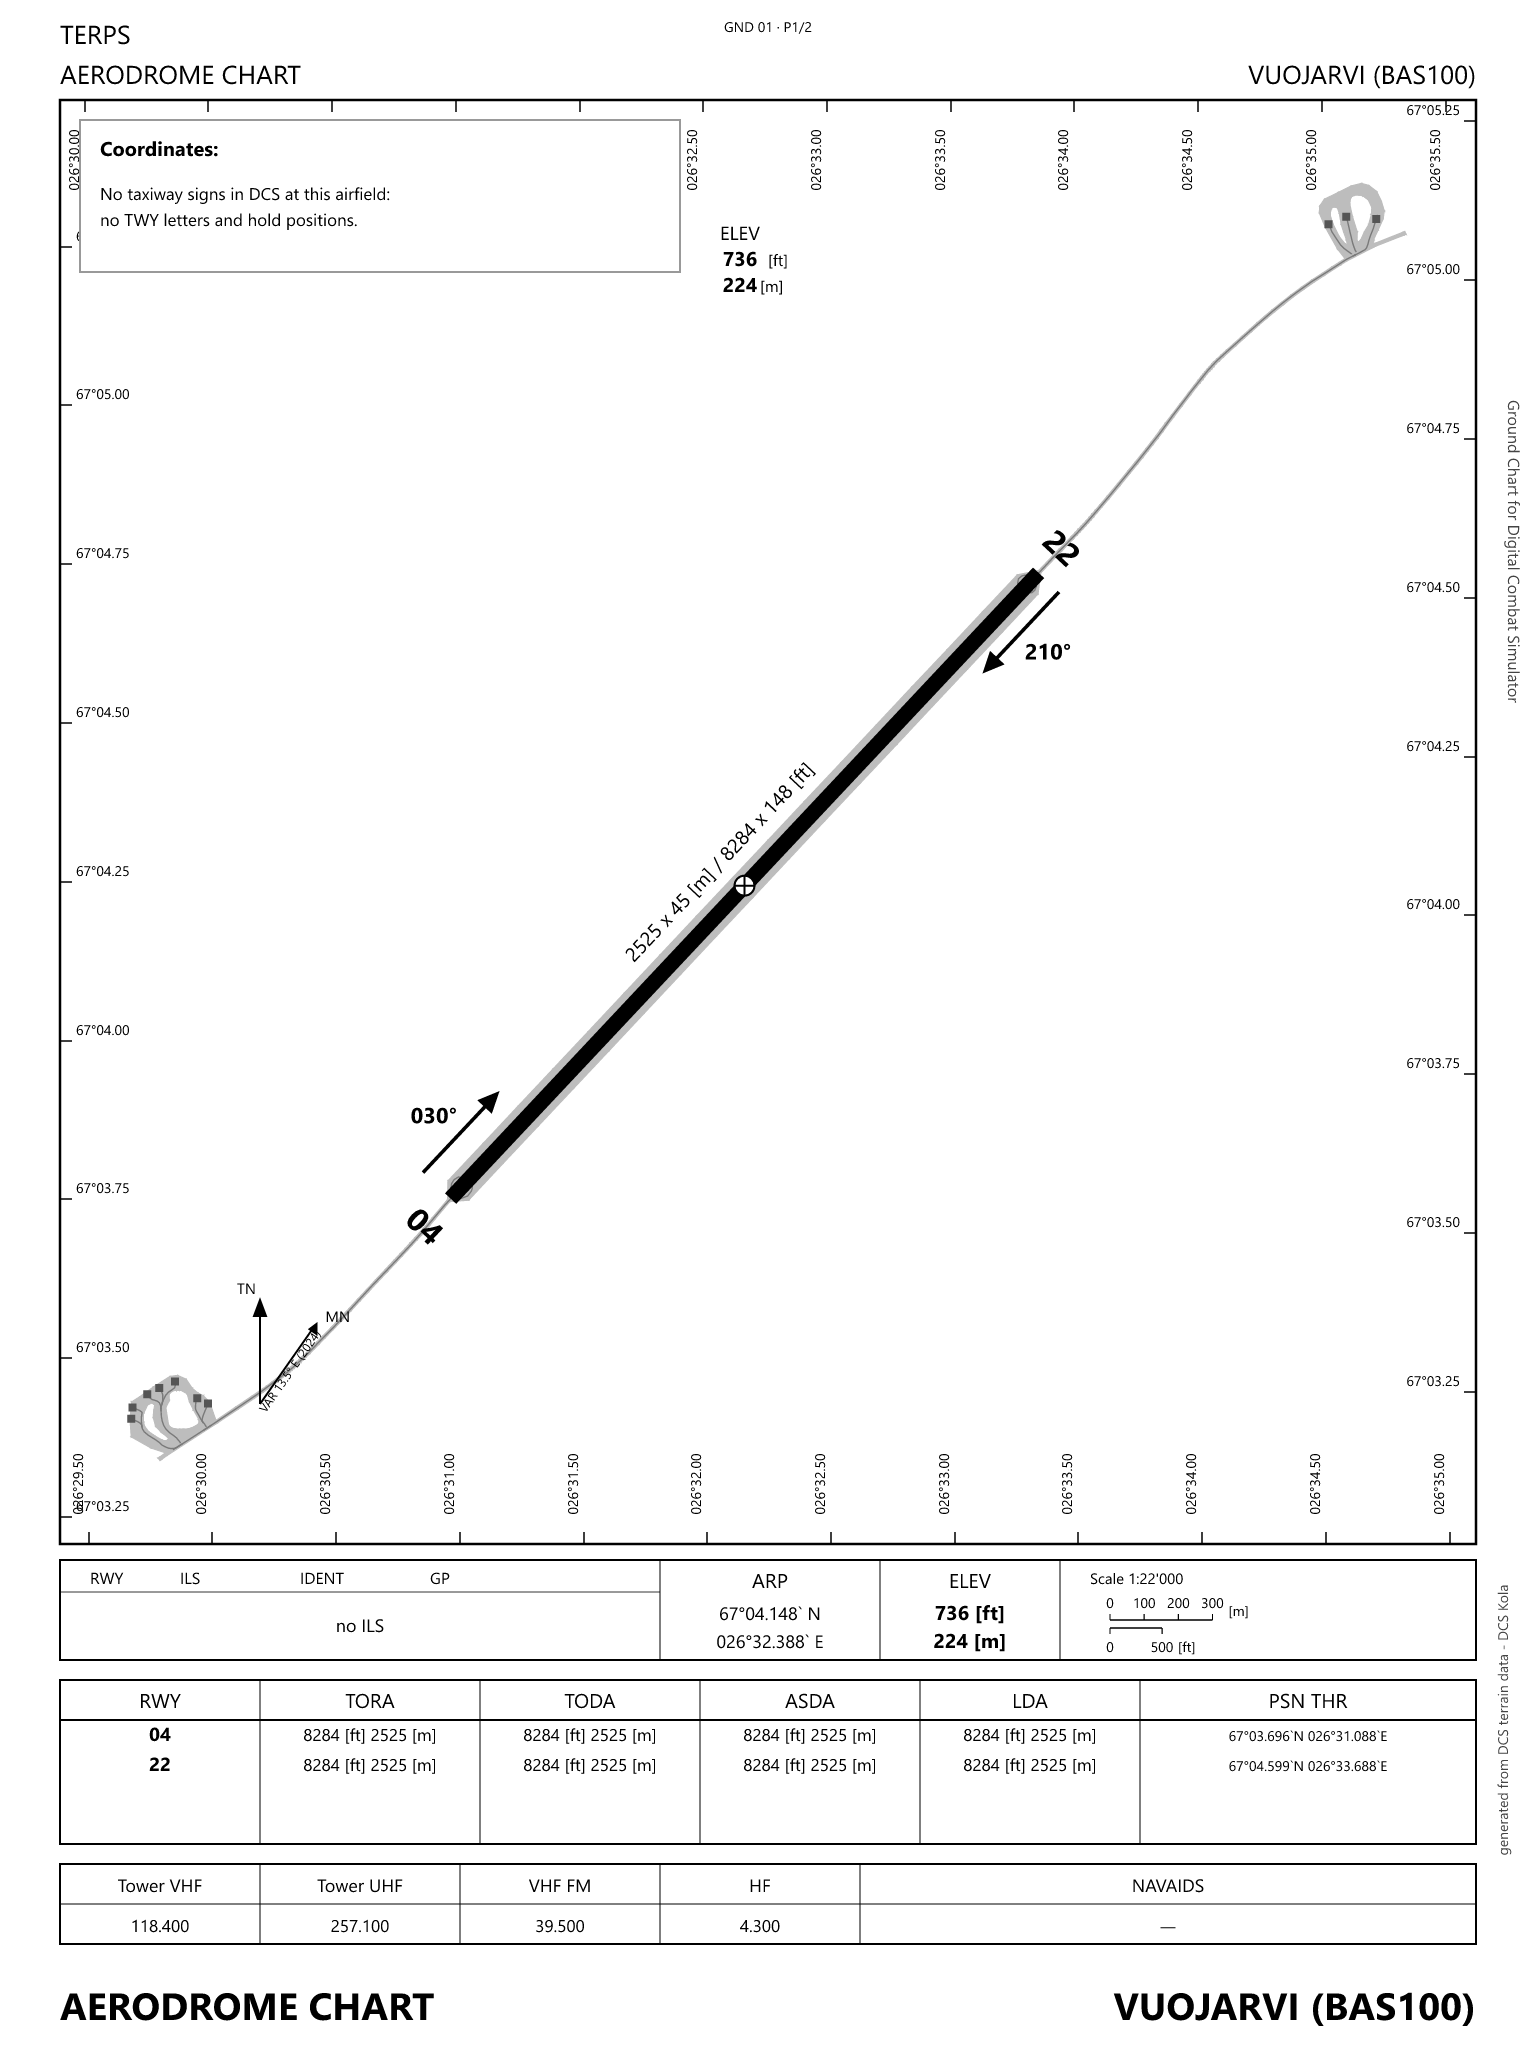 GND 01 · P1/2
TERPS
AERODROME CHART
VUOJARVI (BAS100)
Coordinates:
No taxiway signs in DCS at this airfield:
no TWY letters and hold positions.
026°30.00
026°32.50
026°33.00
026°33.50
026°34.00
026°34.50
026°35.00
026°35.50
67°05.25
ELEV
736 [ft]
224 [m]
67°05.00
67°05.00
67°04.75
67°04.75
67°04.50
67°04.50
67°04.25
67°04.25
67°04.00
67°04.00
67°03.75
67°03.75
67°03.50
67°03.50
67°03.25
67°03.25
22
210°
2525 x 45 [m] / 8284 x 148 [ft]
030°
04
TN
MN
VAR 13.5° E (2024)
026°29.50
026°30.00
026°30.50
026°31.00
026°31.50
026°32.00
026°32.50
026°33.00
026°33.50
026°34.00
026°34.50
026°35.00
Ground Chart for Digital Combat Simulator
generated from DCS terrain data - DCS Kola
RWY ILS IDENT GP
no ILS
ARP
67°04.148` N
026°32.388` E
ELEV
736 [ft]
224 [m]
Scale 1:22'000
0 100 200 300 [m]
0 500 [ft]
RWY TORA TODA ASDA LDA PSN THR
04 8284 [ft] 2525 [m] 8284 [ft] 2525 [m] 8284 [ft] 2525 [m] 8284 [ft] 2525 [m] 67°03.696`N 026°31.088`E
22 8284 [ft] 2525 [m] 8284 [ft] 2525 [m] 8284 [ft] 2525 [m] 8284 [ft] 2525 [m] 67°04.599`N 026°33.688`E
Tower VHF Tower UHF VHF FM HF NAVAIDS
118.400 257.100 39.500 4.300 —
AERODROME CHART
VUOJARVI (BAS100)